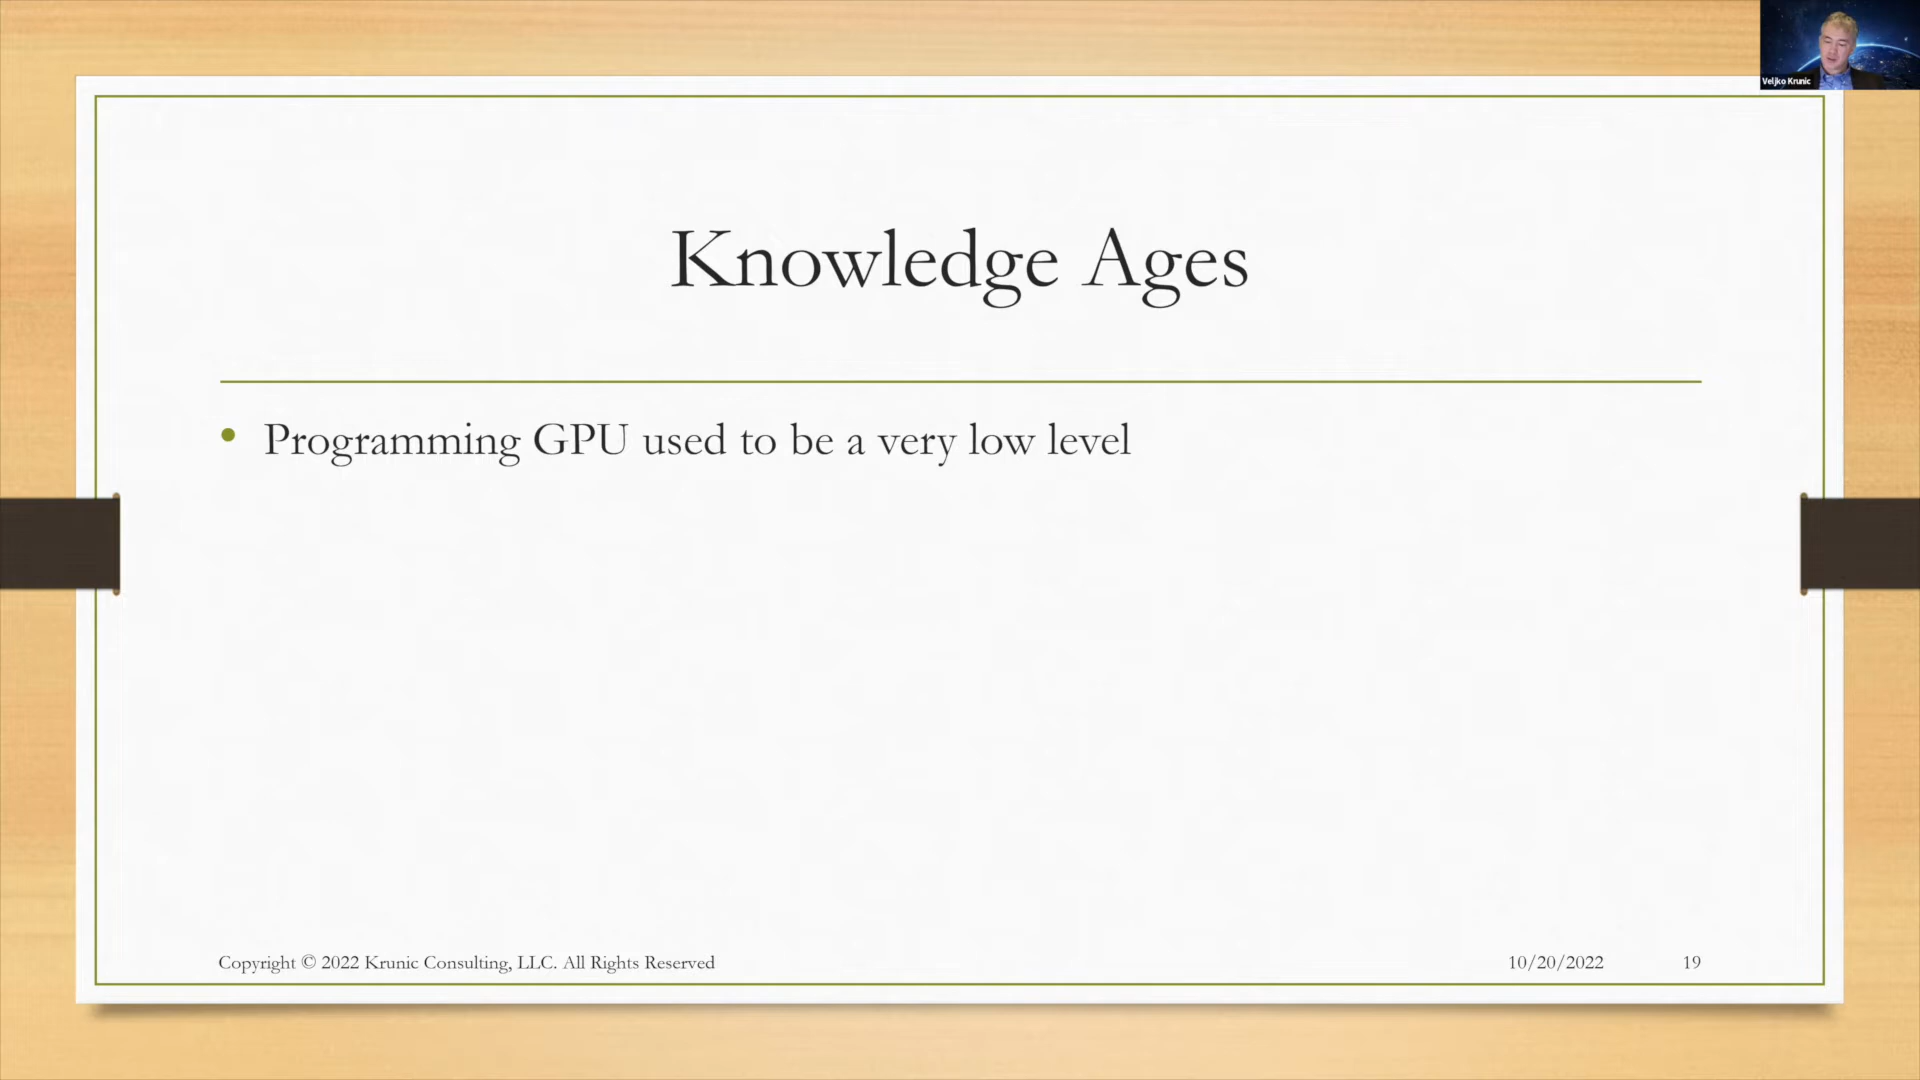 Veljko Krunic
Knowledge Ages
• Programming GPU used to be a very low level
Copyright © 2022 Krunic Consulting, LLC. All Rights Reserved
10/20/2022
19